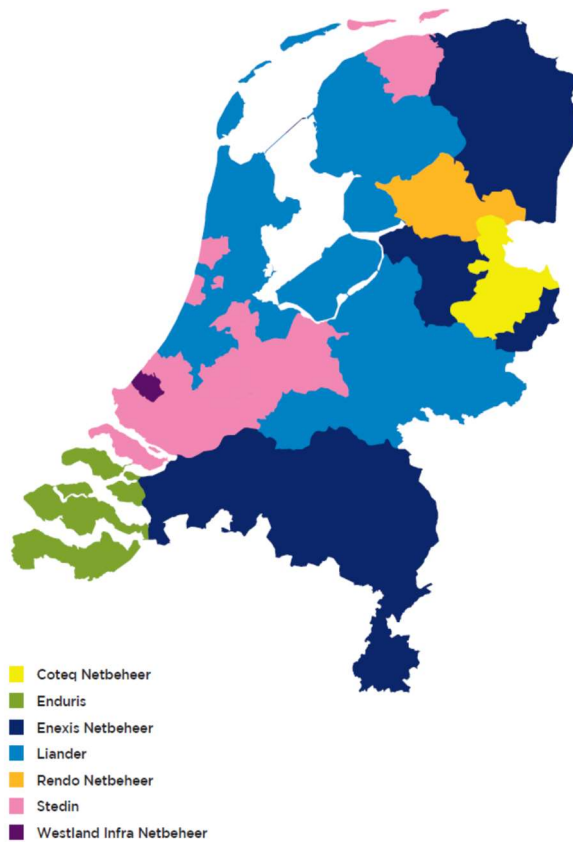 Coteq Netbeheer
Enduris
Enexis Netbeheer
Liander
Rendo Netbeheer
Stedin
Westland Infra Netbeheer